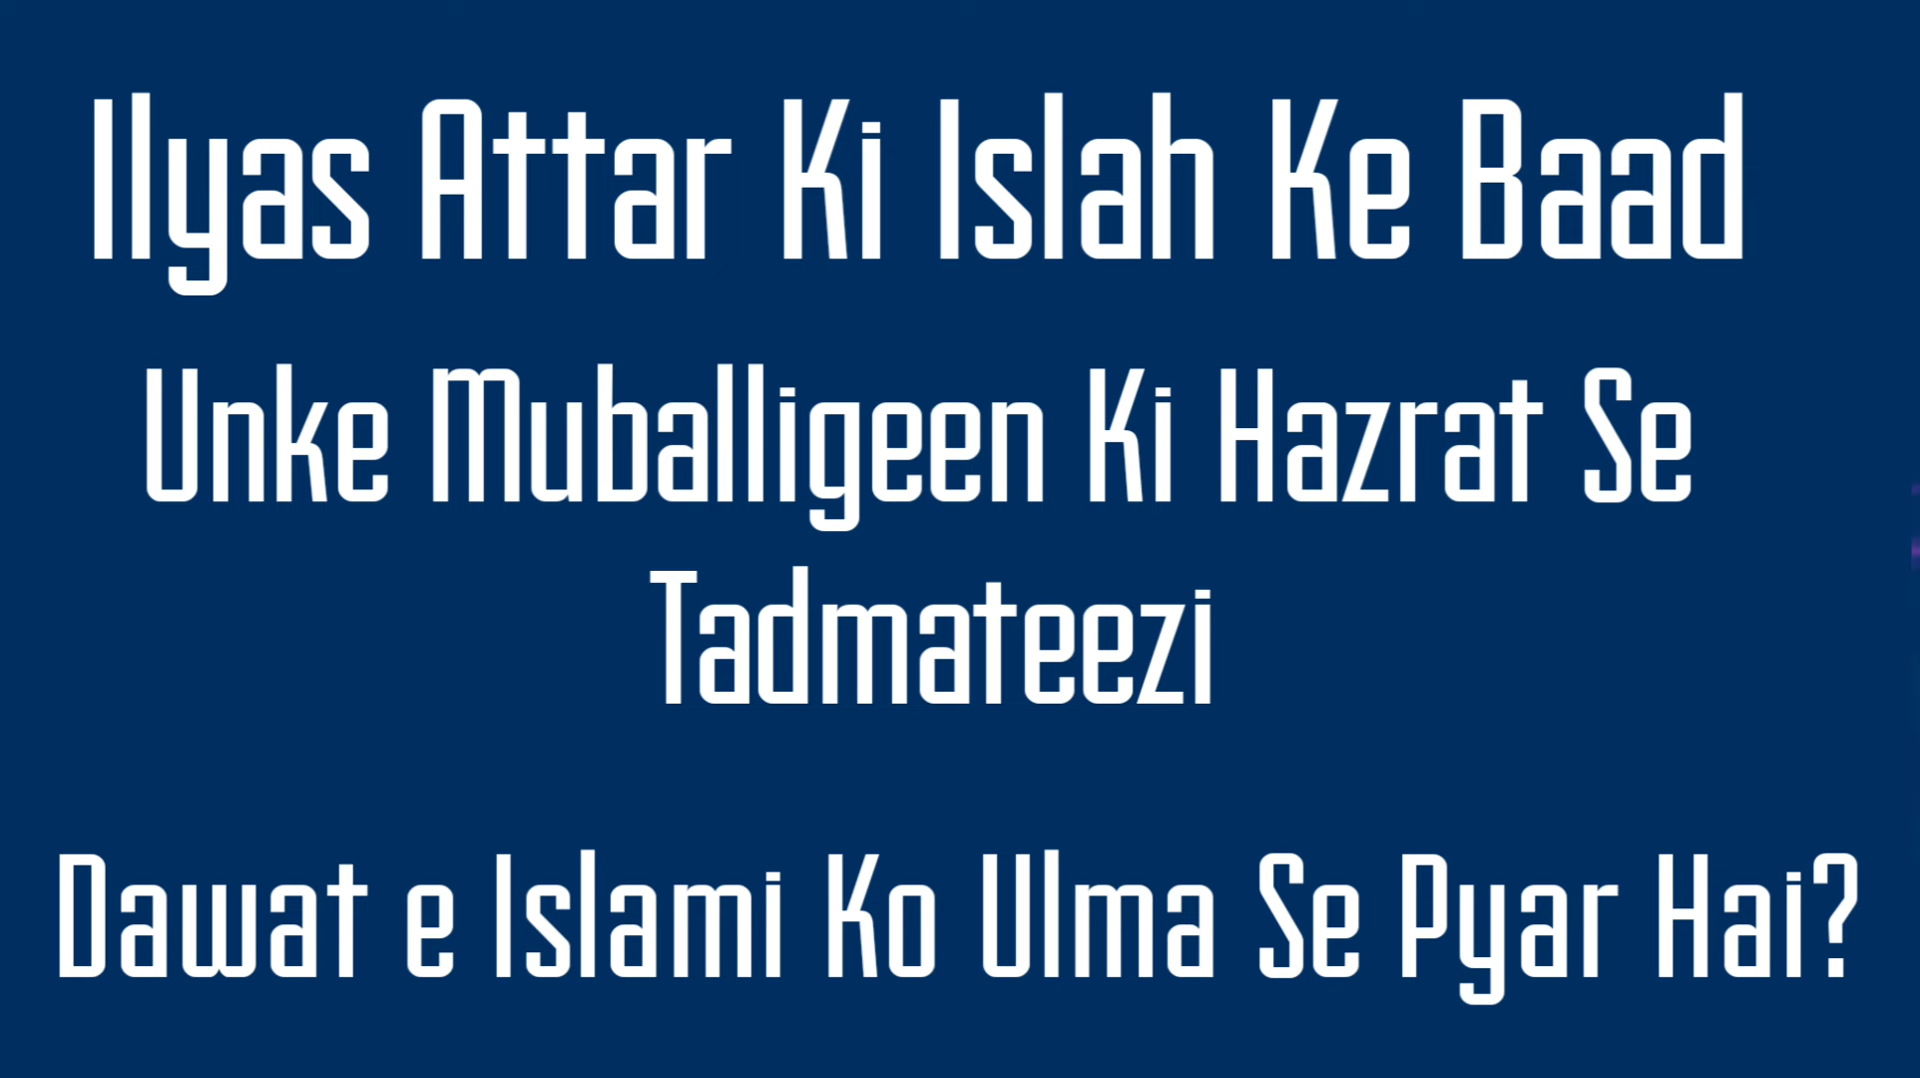 Ilyas Attar Ki Islah Ke Baad
Unke Muballigeen Ki Hazrat Se
Tadmateezi
Dawat e Islami Ko Ulma Se Pyar Hai?